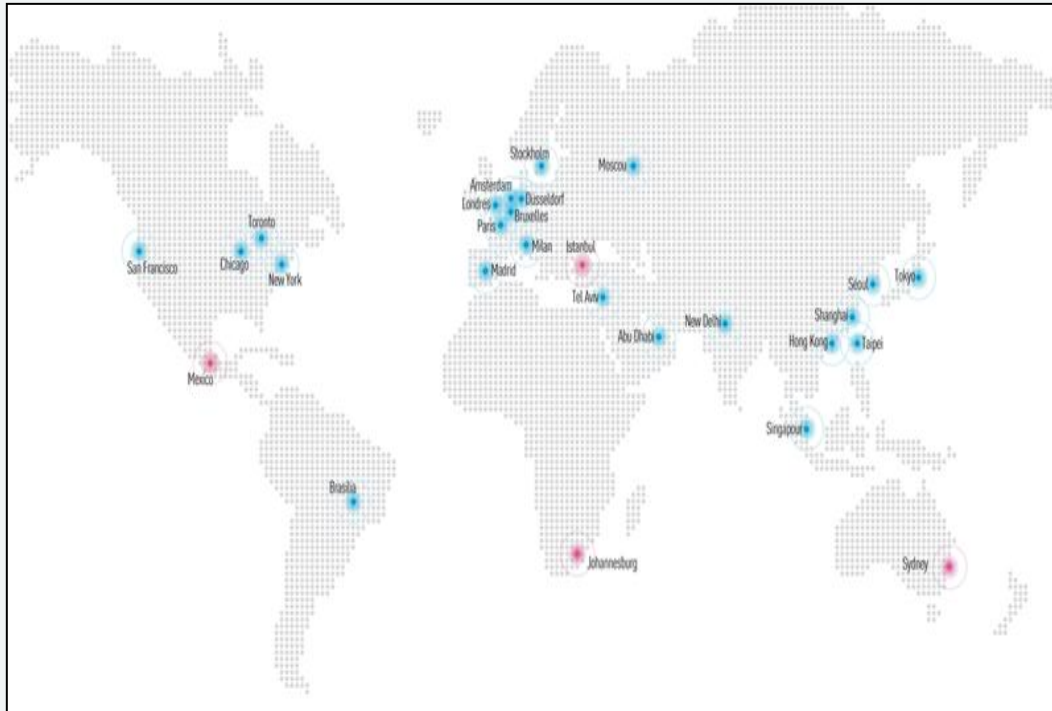 Stockholm
Moscou
Amsterdam
Düsseldorf
Londres
Bruxelles
Paris
Toronto
Milan
Istanbul
San Francisco
Chicago
New York
Madrid
Séoul
Tokyo
Tel Aviv
Shanghai
New Delhi
Abu Dhabi
Hong Kong
Taipei
Mexico
Singapour
Brasilia
Johannesburg
Sydney